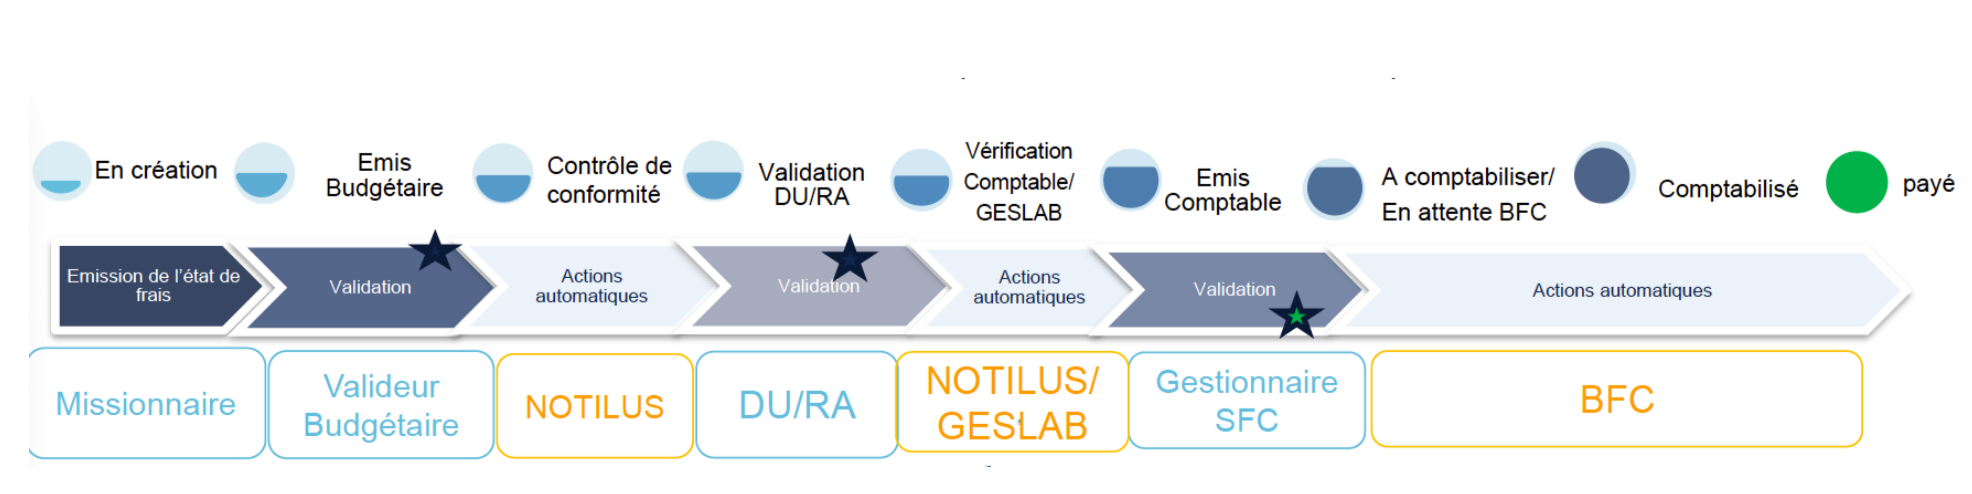 En création
Emis
Budgétaire
Contrôle de
conformité
Validation
DU/RA
Vérification
Comptable/
GESLAB
Emis
Comptable
A comptabiliser/
En attente BFC
Comptabilisé
payé
Emission de l'état de
frais
Validation
Actions
automatiques
Validation
Actions
automatiques
Validation
Actions automatiques
Missionnaire
Valideur
Budgétaire
NOTILUS
DU/RA
NOTILUS/
GESLAB
Gestionnaire
SFC
BFC